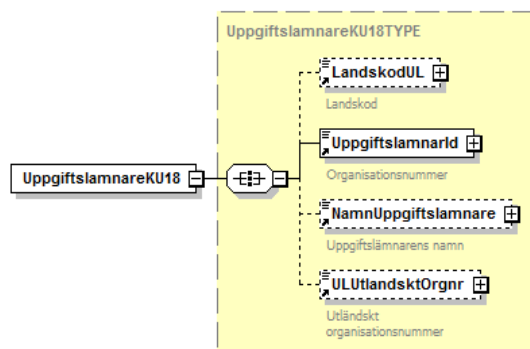 UppgiftslamnareKU18TYPE
LandskodUL
Landskod
UppgiftslamnarId
Organisationsnummer
UppgiftslamnareKU18
NamnUppgiftslamnare
Uppgiftslämnarens namn
ULUtlandsktOrgnr
Utländskt
organisationsnummer